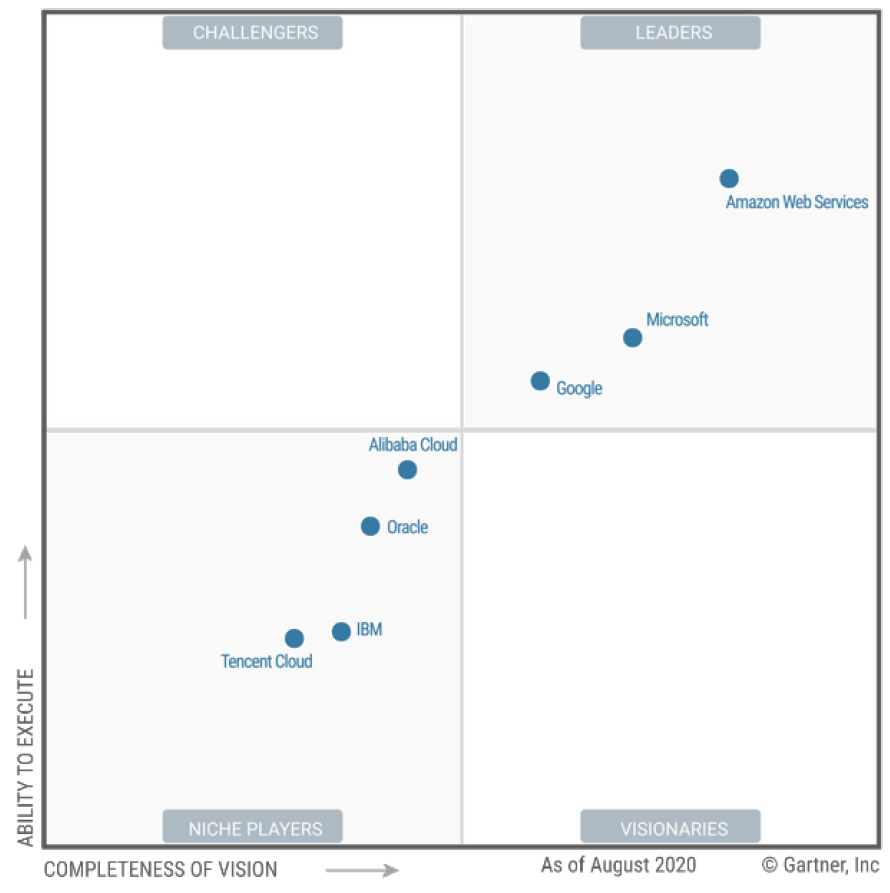 CHALLENGERS
LEADERS
Amazon Web Services
Microsoft
Google
Alibaba Cloud
Oracle
IBM
Tencent Cloud
ABILITY TO EXECUTE
NICHE PLAYERS
VISIONARIES
COMPLETENESS OF VISION
As of August 2020
© Gartner, Inc